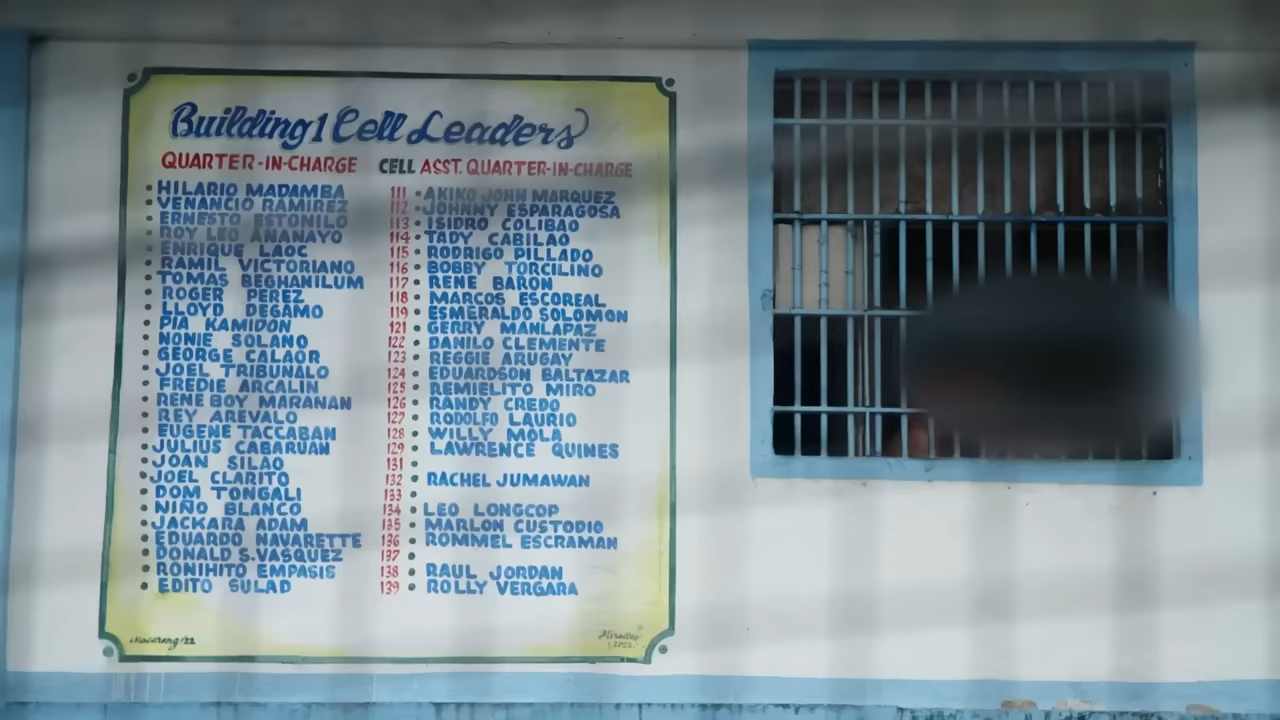 Building 1 Cell Leaders
QUARTER-IN-CHARGE CELL ASST. QUARTER-IN-CHARGE
HILARIO MADAMBA 111 AKIKO JOHN MARQUEZ
VENANCIO RAMIREZ 112 JOHNNY ESPARAGOSA
ERNESTO ESTONILO 113 ISIDRO COLIBAO
ROY LEO ANANAYO 114 TADY CABILAO
ENRIQUE LAOC 115 RODRIGO PILLADO
RAMIL VICTORIANO 116 BOBBY TORCILINO
TOMAS BEGHANILUM 117 RENE BARON
ROGER PEREZ 118 MARCOS ESCOREAL
LLOYD DEGAMO 119 ESMERALDO SOLOMON
PIA KAMIDON 121 GERRY MANLAPAZ
NONIE SOLANO 122 DANILO CLEMENTE
GEORGE CALAOR 123 REGGIE ARUGAY
JOEL TRIBUNALO 124 EDUARDSON BALTAZAR
FREDIE ARCALIN 125 REMIELITO MIRO
RENE BOY MARANAN 126 RANDY CREDO
REY AREVALO 127 RODOLFO LAURIO
EUGENE TACCABAN 128 WILLY MOLA
JULIUS CABARUAN 129 LAWRENCE QUINES
JOAN SILAO 131
JOEL CLARITO 132 RACHEL JUMAWAN
DOM TONGALI 133
NIÑO BLANCO 134 LEO LONGCOP
JACKARA ADAM 135 MARLON CUSTODIO
EDUARDO NAVARETTE 136 ROMMEL ESCRAMAN
DONALD S. VASQUEZ 137
RONIHITO EMPASIS 138 RAUL JORDAN
EDITO SULAD 139 ROLLY VERGARA